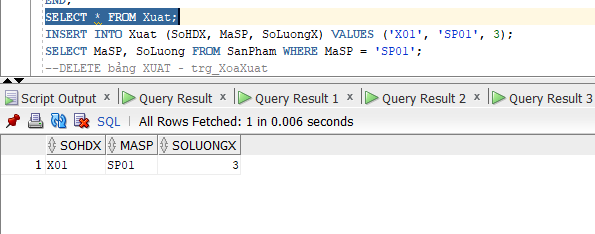 END;
SELECT * FROM Xuat;
INSERT INTO Xuat (SoHDX, MaSP, SoLuongX) VALUES ('X01', 'SP01', 3);
SELECT MaSP, SoLuong FROM SanPham WHERE MaSP = 'SP01';
--DELETE bảng XUAT - trg_XoaXuat
Script Output x Query Result x Query Result 1 x Query Result 2 x Query Result 3
SQL | All Rows Fetched: 1 in 0.006 seconds
SOHDX MASP SOLUONGX
1 X01 SP01 3